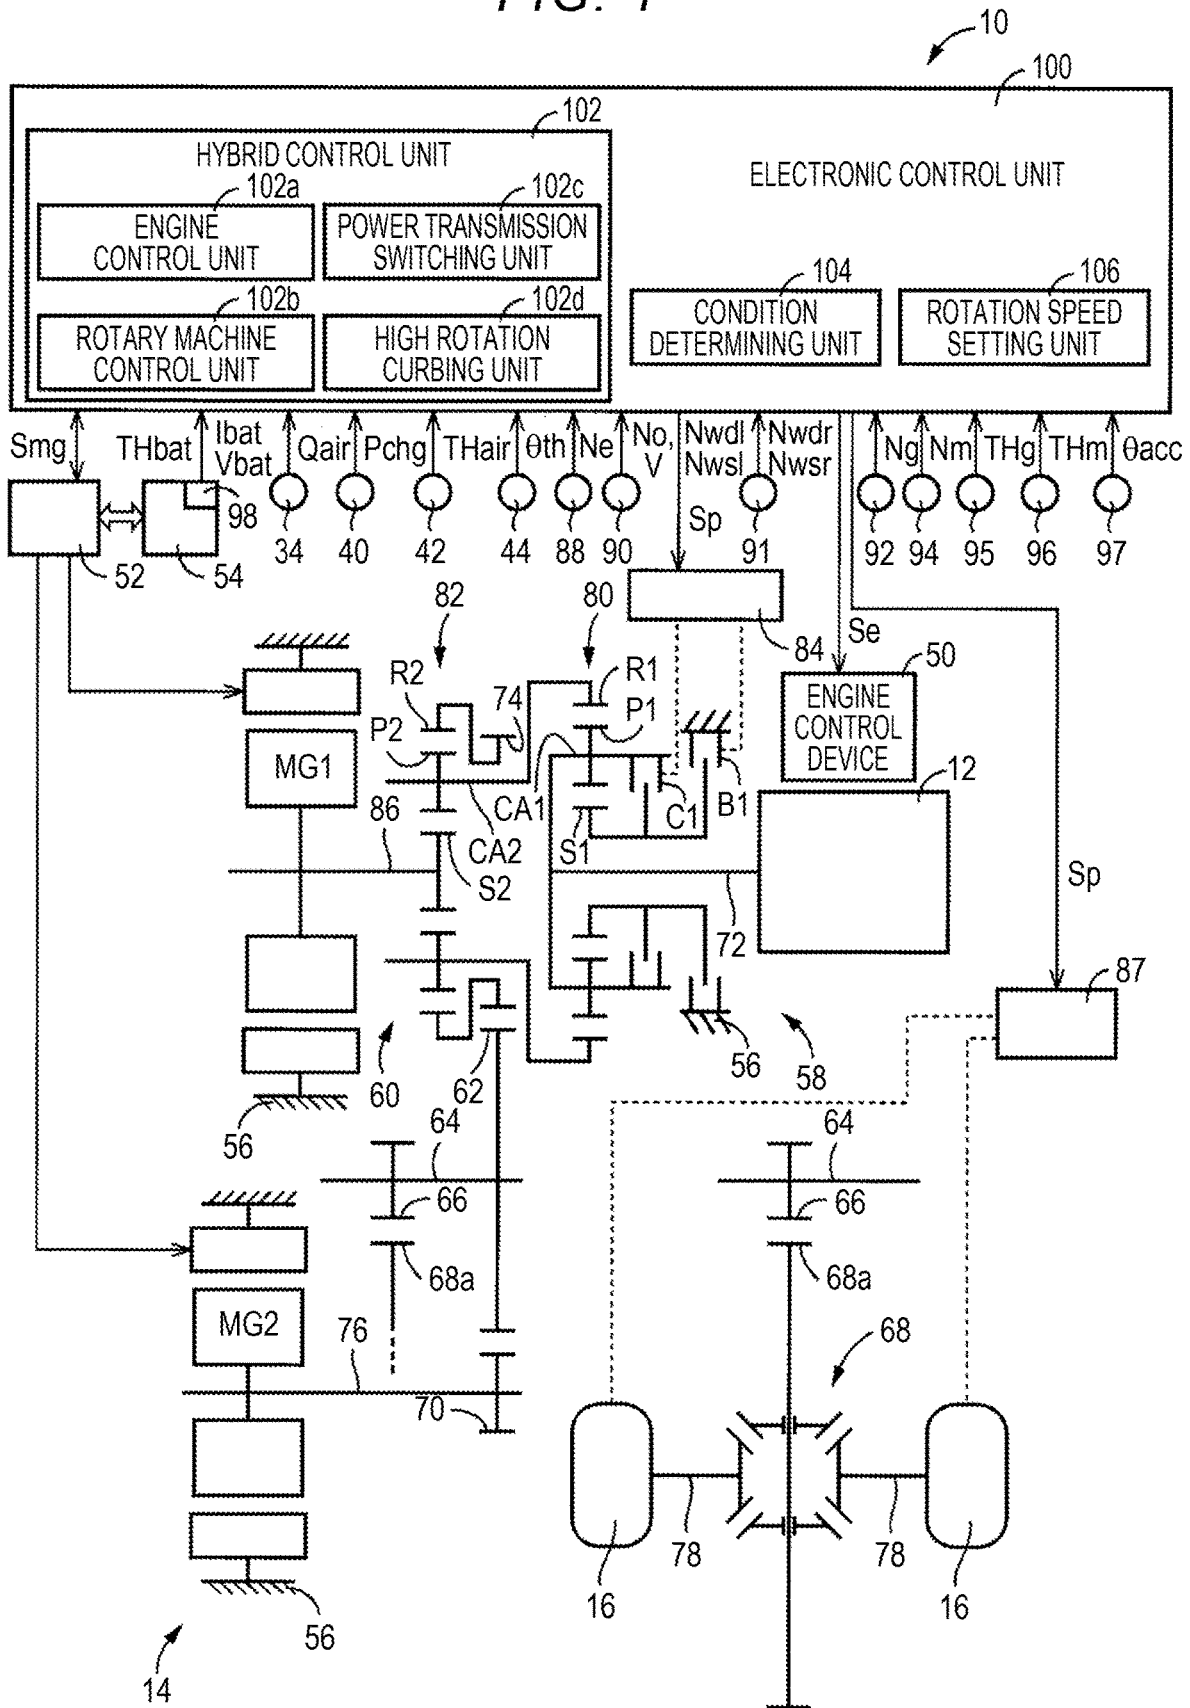 FIG. 1
10
100
102
HYBRID CONTROL UNIT
ELECTRONIC CONTROL UNIT
102a
102c
ENGINE
CONTROL UNIT
POWER TRANSMISSION
SWITCHING UNIT
102b
102d
104
106
ROTARY MACHINE
CONTROL UNIT
HIGH ROTATION
CURBING UNIT
CONDITION
DETERMINING UNIT
ROTATION SPEED
SETTING UNIT
Smg
THbat
Ibat
Vbat
Qair
Pchg
THair
θth
Ne
No,
V
Nwdl
Nwsl
Nwdr
Nwsr
Ng
Nm
THg
THm
θacc
98
Sp
52
54
34
40
42
44
88
90
91
92
94
95
96
97
82
80
84
Se
50
R2
74
R1
P2
P1
ENGINE
CONTROL
DEVICE
MG1
12
CA1
C1
B1
86
CA2
S1
S2
Sp
72
87
60
62
56
58
56
64
64
66
66
68a
68a
MG2
76
68
70
78
78
16
16
56
14